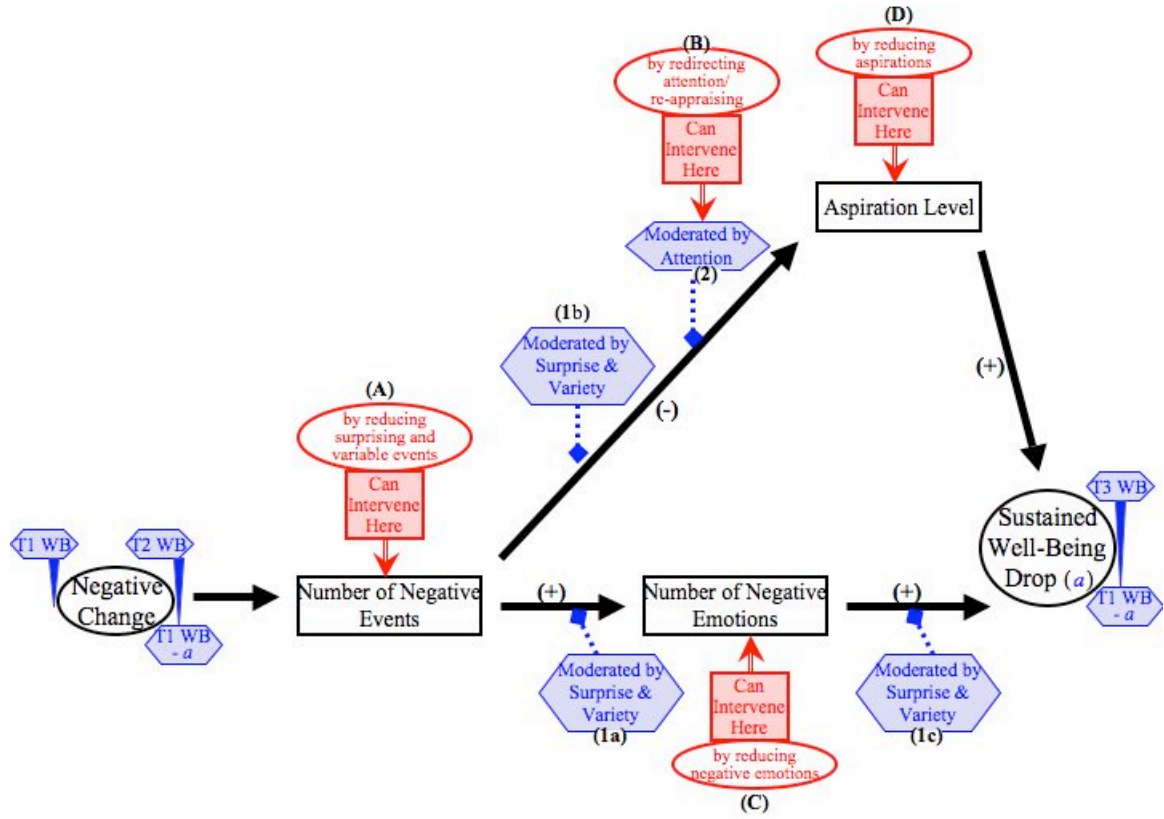 (B)
by redirecting
attention/
re-appraising
Can
Intervene
Here
(D)
by reducing
aspirations
Can
Intervene
Here
Aspiration Level
Moderated by
Attention
(2)
(1b)
Moderated by
Surprise &
Variety
(-)
(+)
(A)
by reducing
surprising and
variable events
Can
Intervene
Here
T1 WB
Negative
Change
T2 WB
T1 WB
- a
Number of Negative
Events
(+)
Moderated by
Surprise &
Variety
(1a)
Number of Negative
Emotions
Can
Intervene
Here
by reducing
negative emotions
(C)
(+)
Moderated by
Surprise &
Variety
(1c)
Sustained
Well-Being
Drop (a)
T3 WB
T1 WB
- a